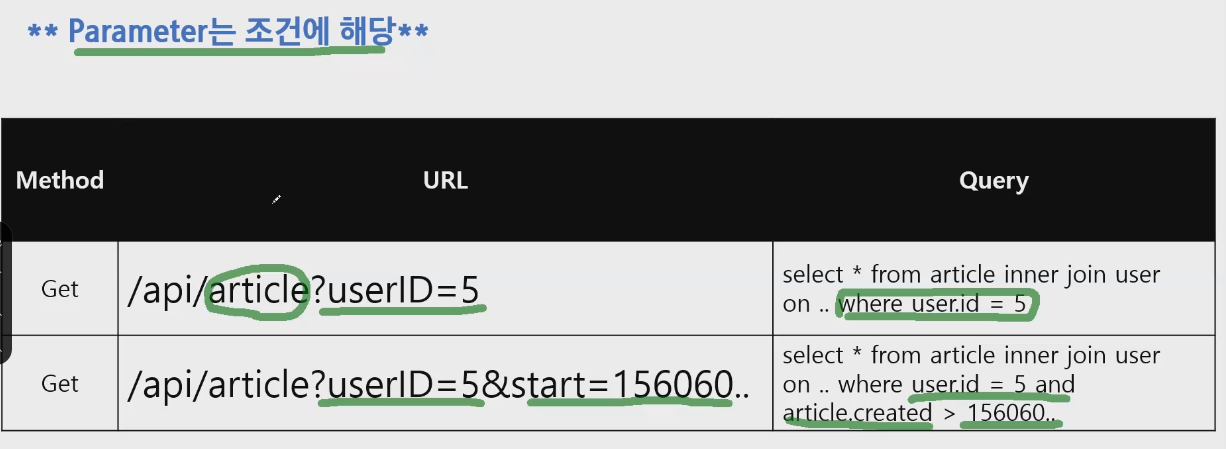 ** Parameter는 조건에 해당**
Method URL Query
Get /api/article?userID=5 select * from article inner join user
on .. where user.id = 5
Get /api/article?userID=5&start=156060.. select * from article inner join user
on .. where user.id = 5 and
article.created > 156060..